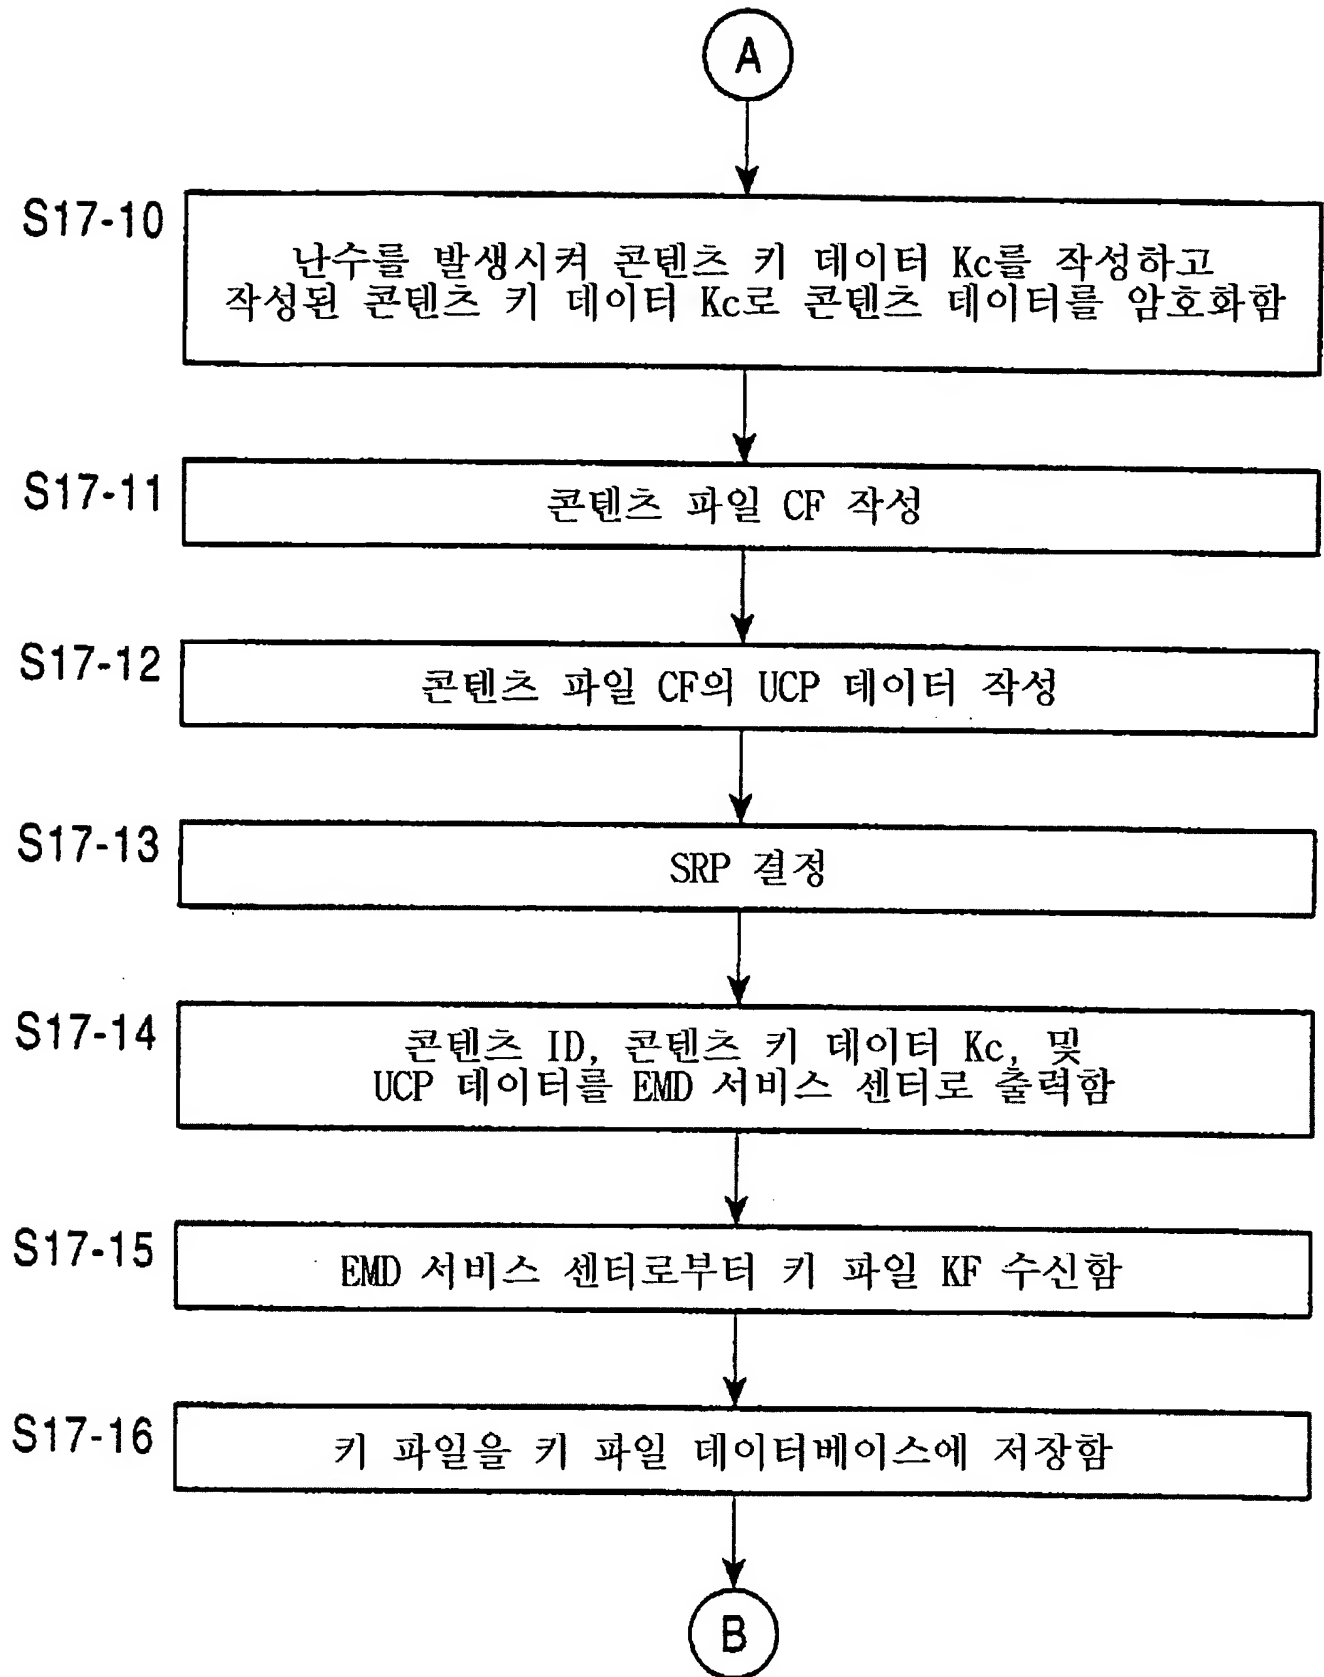 A
S17-10
난수를 발생시켜 콘텐츠 키 데이터 Kc를 작성하고
작성된 콘텐츠 키 데이터 Kc로 콘텐츠 데이터를 암호화함
S17-11
콘텐츠 파일 CF 작성
S17-12
콘텐츠 파일 CF의 UCP 데이터 작성
S17-13
SRP 결정
S17-14
콘텐츠 ID, 콘텐츠 키 데이터 Kc, 및
UCP 데이터를 EMD 서비스 센터로 출력함
S17-15
EMD 서비스 센터로부터 키 파일 KF 수신함
S17-16
키 파일을 키 파일 데이터베이스에 저장함
B